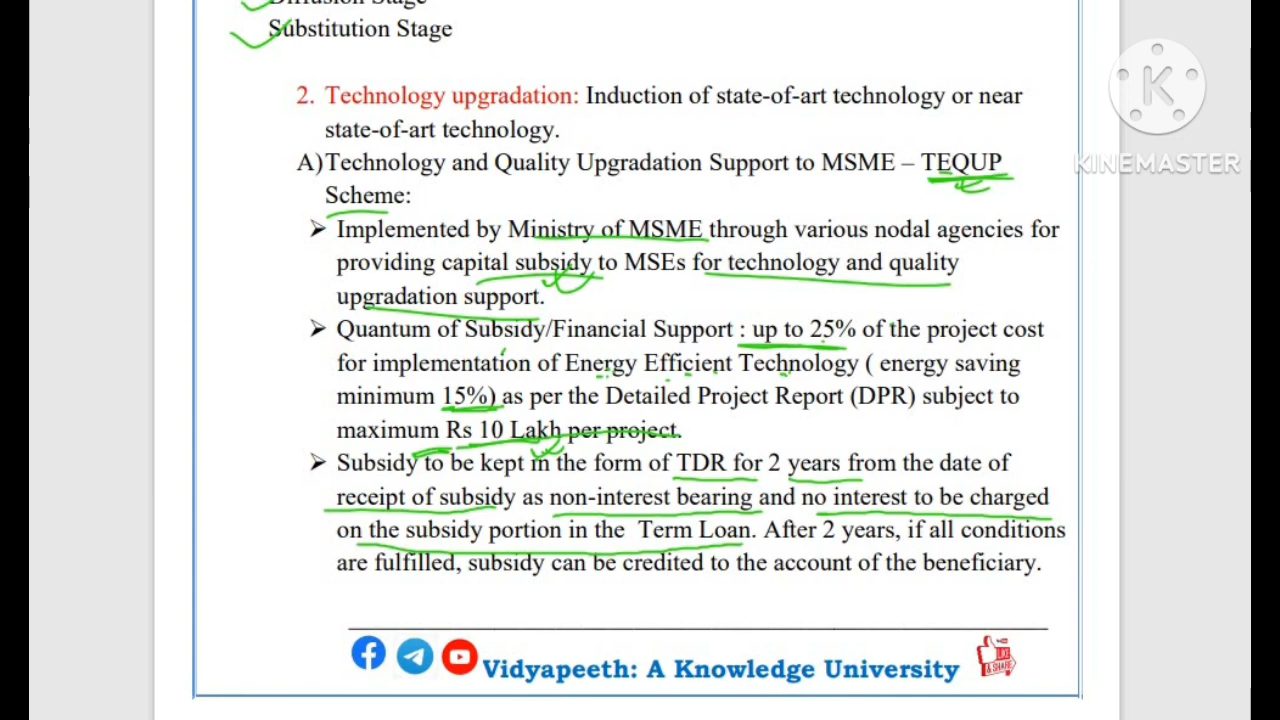 Diffusion Stage
Substitution Stage
2. Technology upgradation: Induction of state-of-art technology or near
state-of-art technology.
A)Technology and Quality Upgradation Support to MSME – TEQUP
Scheme:
➢ Implemented by Ministry of MSME through various nodal agencies for
providing capital subsidy to MSEs for technology and quality
upgradation support.
➢ Quantum of Subsidy/Financial Support : up to 25% of the project cost
for implementation of Energy Efficient Technology ( energy saving
minimum 15%) as per the Detailed Project Report (DPR) subject to
maximum Rs 10 Lakh per project.
➢ Subsidy to be kept in the form of TDR for 2 years from the date of
receipt of subsidy as non-interest bearing and no interest to be charged
on the subsidy portion in the Term Loan. After 2 years, if all conditions
are fulfilled, subsidy can be credited to the account of the beneficiary.
Vidyapeeth: A Knowledge University
LIKE
& SHARE
K
KINEMASTER